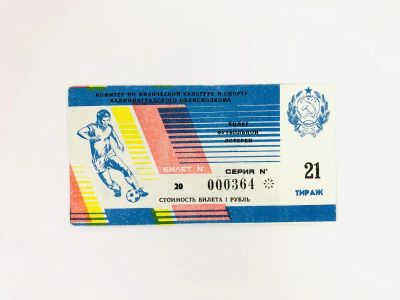 КОМИТЕТ ПО ФИЗИЧЕСКОЙ КУЛЬТУРЕ И СПОРТЕ
КАЛИНИНГРАДСКОГО ОБЛИСПОЛКОМА
БИЛЕТ
ФУТБОЛЬНОЙ
ЛОТЕРЕИ
БИЛЕТ № СЕРИЯ №
20 000364
21
ТИРАЖ
СТОИМОСТЬ БИЛЕТА 1 РУБЛЬ